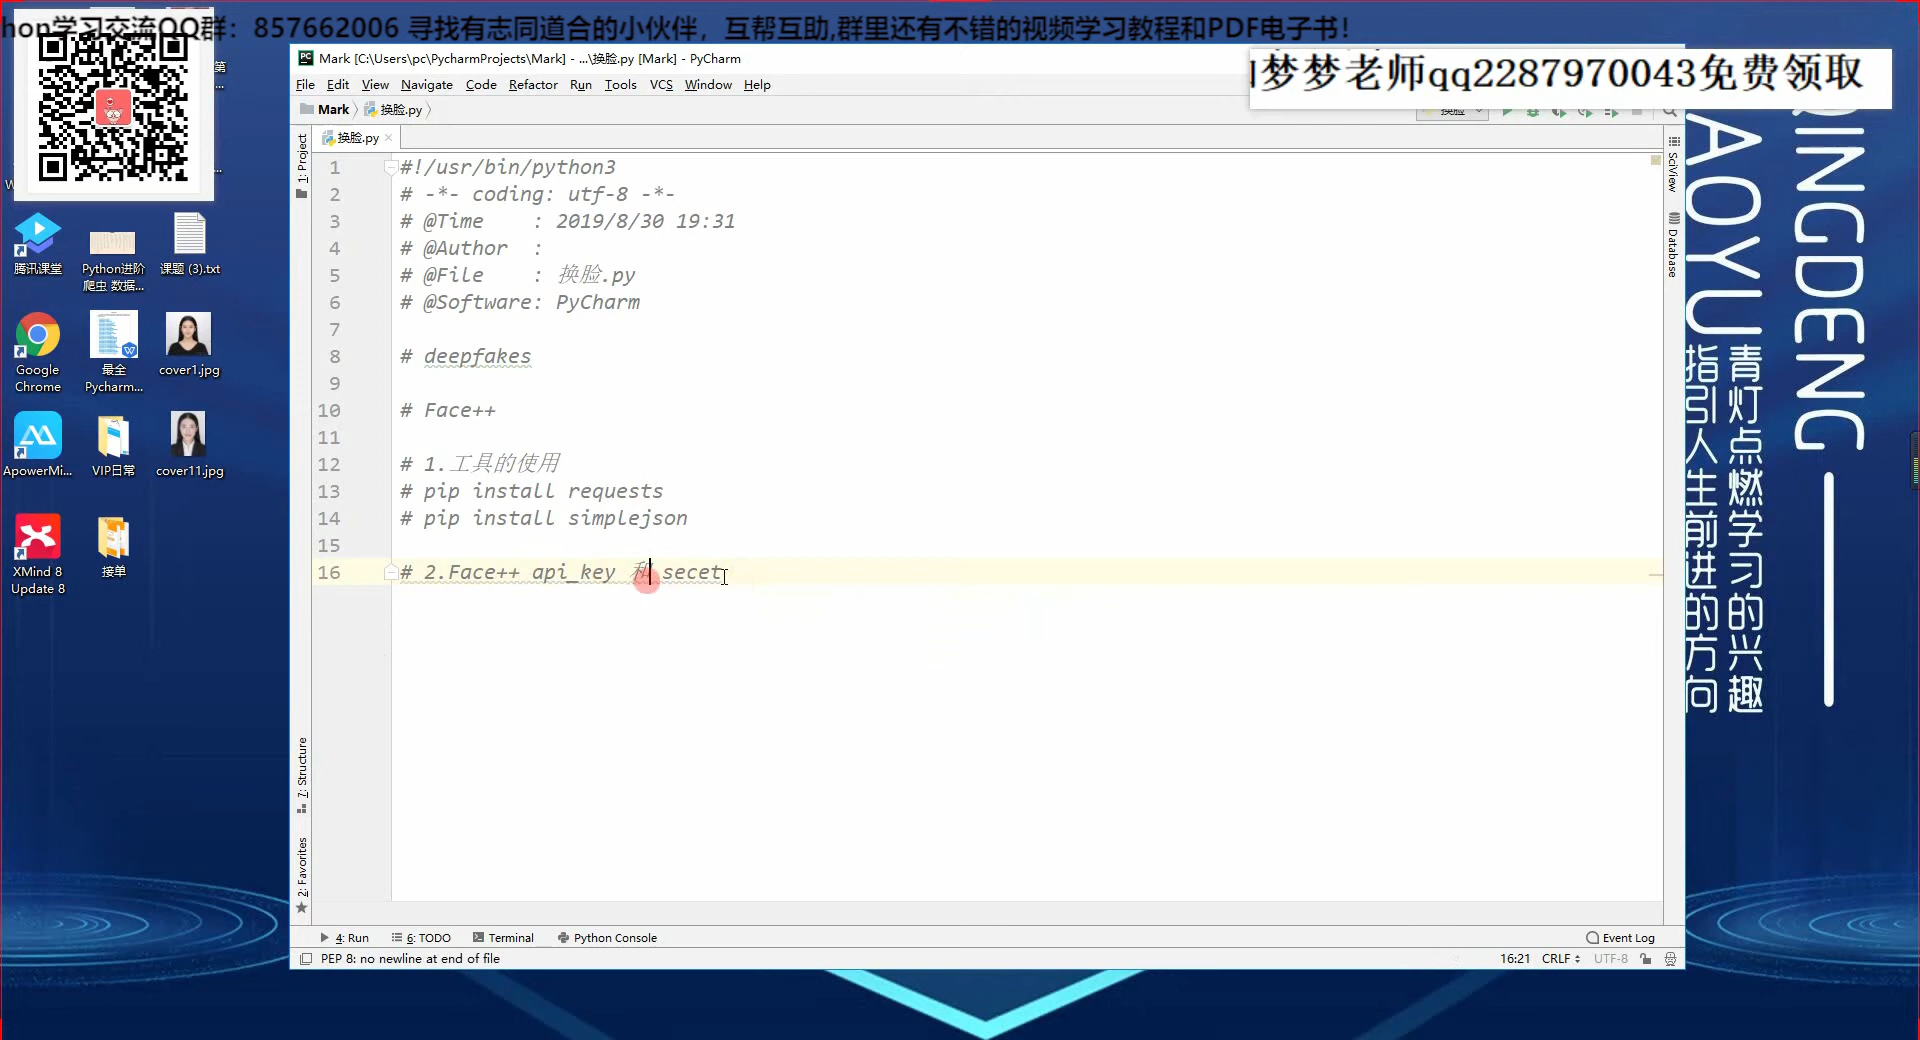 hon学习交流QQ群：857662006 寻找有志同道合的小伙伴，互帮互助,群里还有不错的视频学习教程和PDF电子书！
梦梦老师qq2287970043免费领取
Mark [C:\Users\pc\PycharmProjects\Mark] - ...\换脸.py [Mark] - PyCharm
File Edit View Navigate Code Refactor Run Tools VCS Window Help
Mark 换脸.py
换脸
换脸.py
1: Project
7: Structure
2: Favorites
SciView
Database
1 #!/usr/bin/python3
2 # -*- coding: utf-8 -*-
3 # @Time    : 2019/8/30 19:31
4 # @Author  :
5 # @File    : 换脸.py
6 # @Software: PyCharm
7
8 # deepfakes
9
10 # Face++
11
12 # 1.工具的使用
13 # pip install requests
14 # pip install simplejson
15
16 # 2.Face++ api_key 和 secet
4: Run 6: TODO Terminal Python Console Event Log
PEP 8: no newline at end of file 16:21 CRLF UTF-8
第
...
腾讯课堂
Python进阶
爬虫 数据...
课题 (3).txt
Google
Chrome
最全
Pycharm...
cover1.jpg
ApowerMi...
VIP日常
cover11.jpg
XMind 8
Update 8
接单
QINGDENG
AOYU
青灯点燃学习的兴趣
指引人生前进的方向